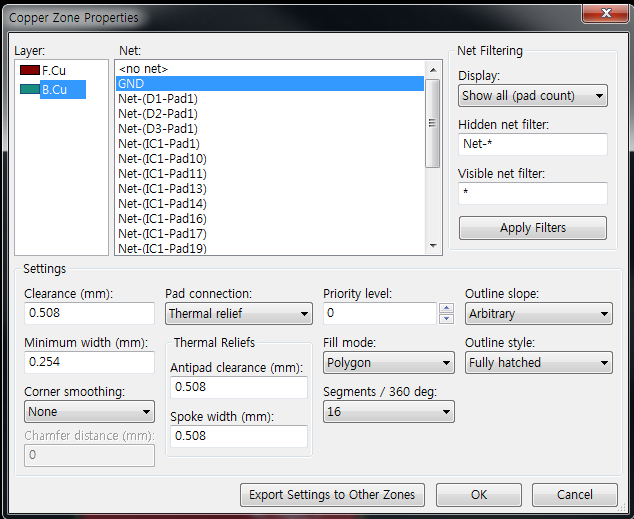 Copper Zone Properties
Layer:
F.Cu
B.Cu
Net:
<no net>
GND
Net-(D1-Pad1)
Net-(D2-Pad1)
Net-(D3-Pad1)
Net-(IC1-Pad1)
Net-(IC1-Pad10)
Net-(IC1-Pad11)
Net-(IC1-Pad13)
Net-(IC1-Pad14)
Net-(IC1-Pad16)
Net-(IC1-Pad17)
Net-(IC1-Pad19)
Net Filtering
Display:
Show all (pad count)
Hidden net filter:
Net-*
Visible net filter:
*
Apply Filters
Settings
Clearance (mm):
0.508
Minimum width (mm):
0.254
Corner smoothing:
None
Chamfer distance (mm):
0
Pad connection:
Thermal relief
Thermal Reliefs
Antipad clearance (mm):
0.508
Spoke width (mm):
0.508
Priority level:
0
Fill mode:
Polygon
Segments / 360 deg:
16
Outline slope:
Arbitrary
Outline style:
Fully hatched
Export Settings to Other Zones
OK
Cancel